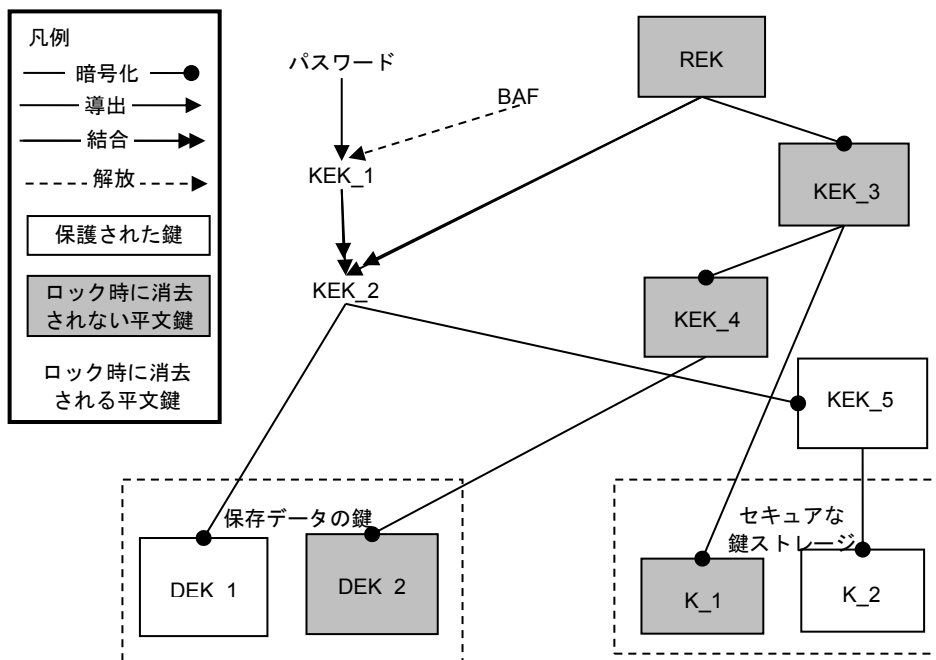 凡例
暗号化
導出
結合
解放
保護された鍵
ロック時に消去
されない平文鍵
ロック時に消去
される平文鍵
パスワード
BAF
REK
KEK_1
KEK_3
KEK_2
KEK_4
KEK_5
保存データの鍵
セキュアな
鍵ストレージ
DEK_1
DEK_2
K_1
K_2